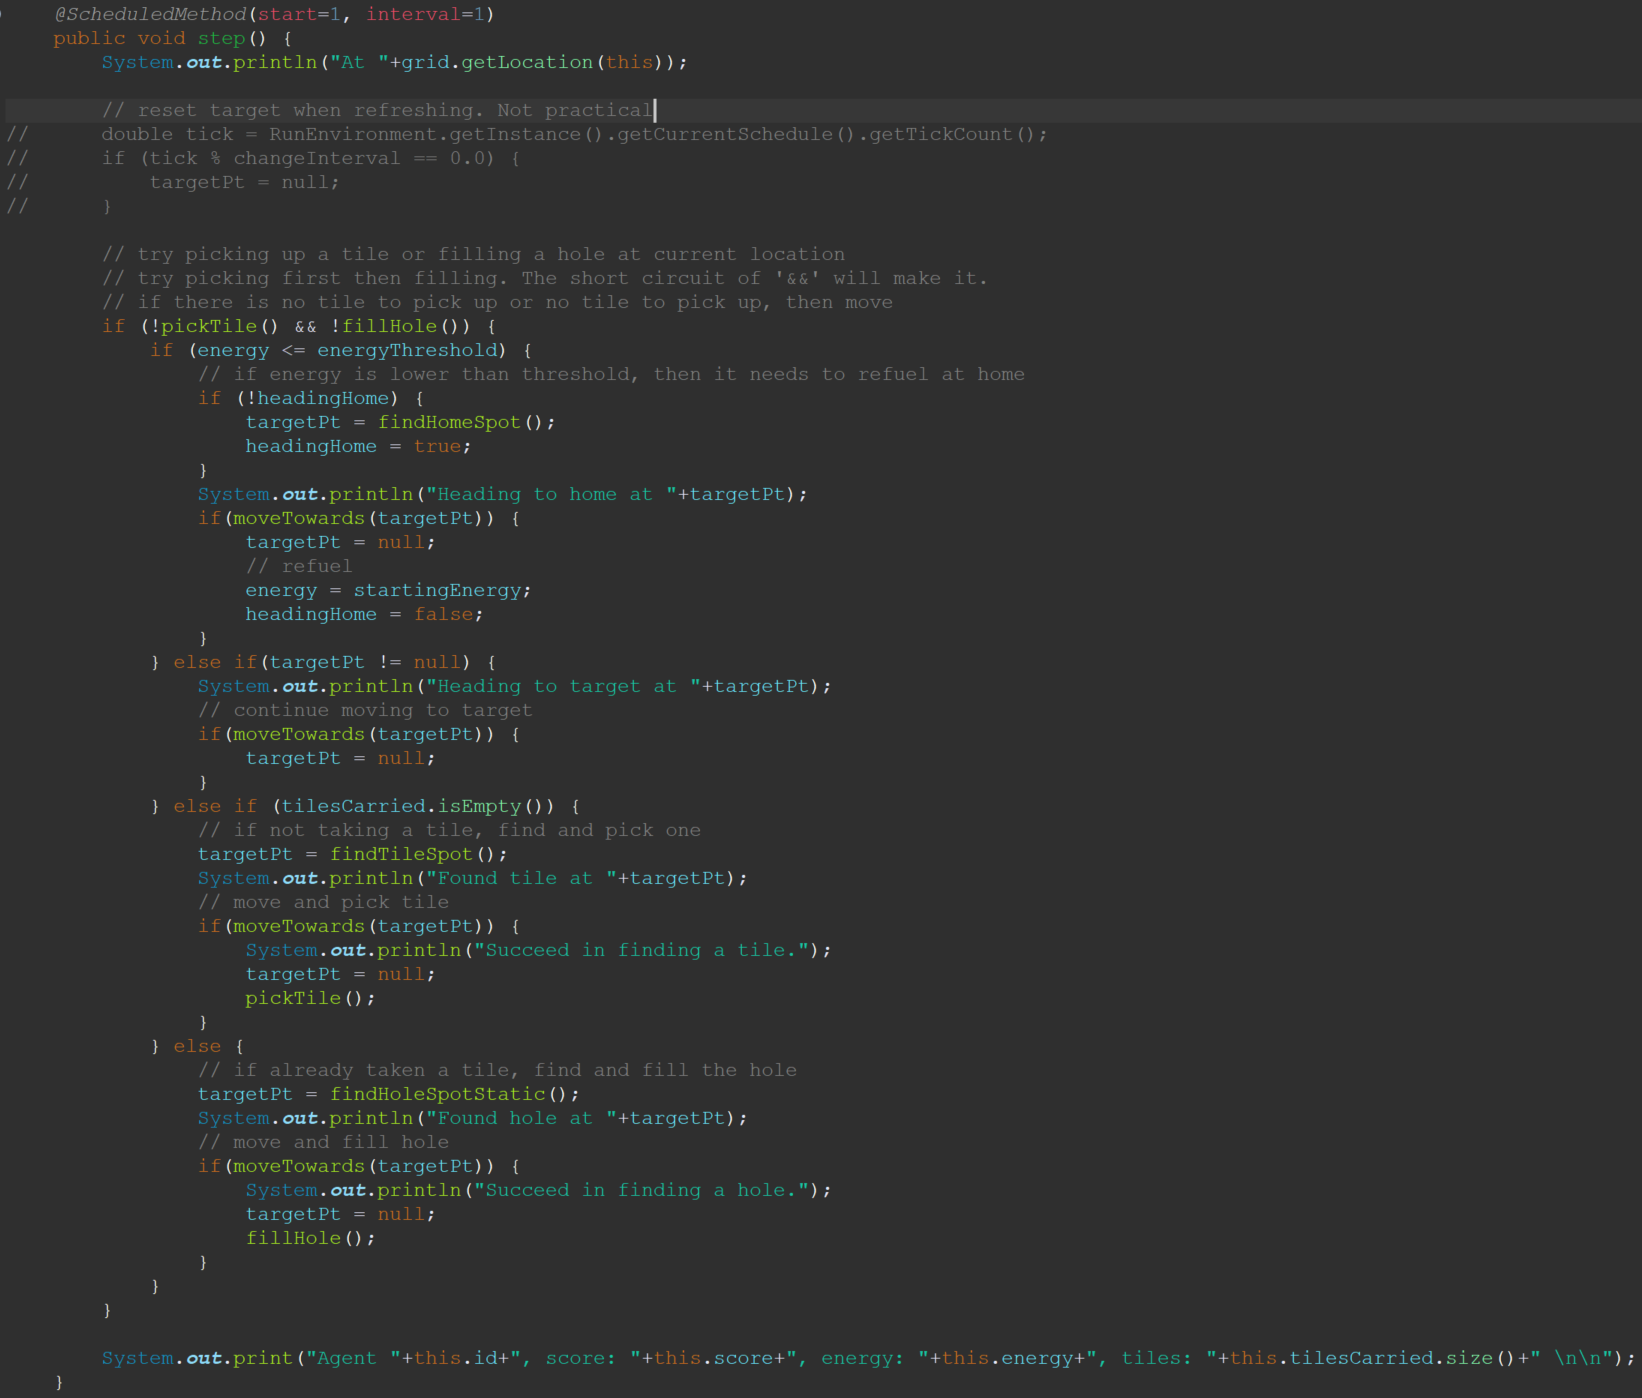 @ScheduledMethod(start=1, interval=1)
    public void step() {
        System.out.println("At "+grid.getLocation(this));

        // reset target when refreshing. Not practical
//      double tick = RunEnvironment.getInstance().getCurrentSchedule().getTickCount();
//      if (tick % changeInterval == 0.0) {
//          targetPt = null;
//      }

        // try picking up a tile or filling a hole at current location
        // try picking first then filling. The short circuit of '&&' will make it.
        // if there is no tile to pick up or no tile to pick up, then move
        if (!pickTile() && !fillHole()) {
            if (energy <= energyThreshold) {
                // if energy is lower than threshold, then it needs to refuel at home
                if (!headingHome) {
                    targetPt = findHomeSpot();
                    headingHome = true;
                }
                System.out.println("Heading to home at "+targetPt);
                if(moveTowards(targetPt)) {
                    targetPt = null;
                    // refuel
                    energy = startingEnergy;
                    headingHome = false;
                }
            } else if(targetPt != null) {
                System.out.println("Heading to target at "+targetPt);
                // continue moving to target
                if(moveTowards(targetPt)) {
                    targetPt = null;
                }
            } else if (tilesCarried.isEmpty()) {
                // if not taking a tile, find and pick one
                targetPt = findTileSpot();
                System.out.println("Found tile at "+targetPt);
                // move and pick tile
                if(moveTowards(targetPt)) {
                    System.out.println("Succeed in finding a tile.");
                    targetPt = null;
                    pickTile();
                }
            } else {
                // if already taken a tile, find and fill the hole
                targetPt = findHoleSpotStatic();
                System.out.println("Found hole at "+targetPt);
                // move and fill hole
                if(moveTowards(targetPt)) {
                    System.out.println("Succeed in finding a hole.");
                    targetPt = null;
                    fillHole();
                }
            }
        }

        System.out.print("Agent "+this.id+", score: "+this.score+", energy: "+this.energy+", tiles: "+this.tilesCarried.size()+" \n\n");
    }